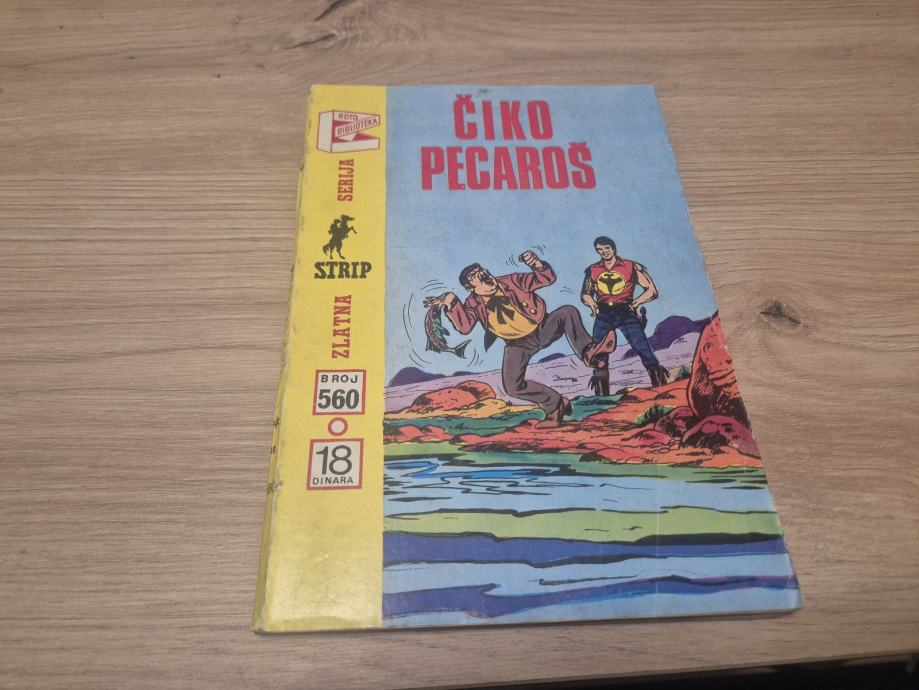 ČIKO
PECAROŠ
ROTO
BIBLIOTEKA
ZLATNA STRIP SERIJA
BROJ
560
18
DINARA